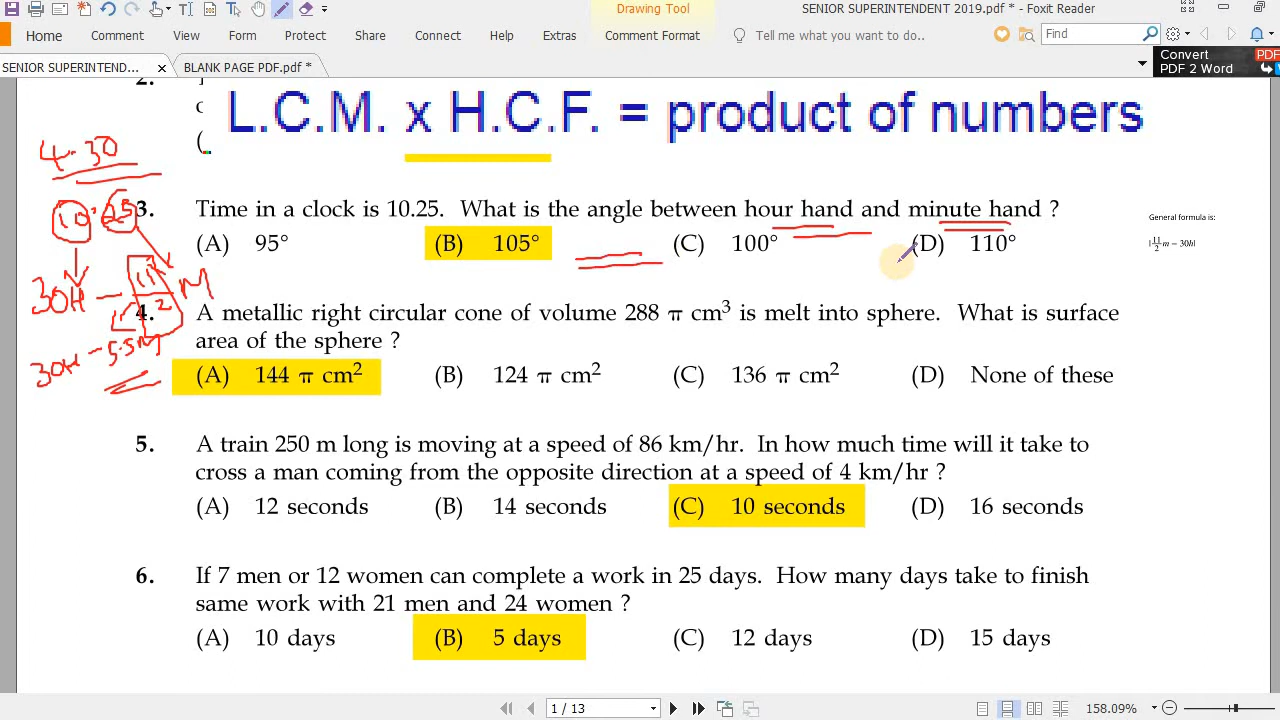 SENIOR SUPERINTENDENT 2019.pdf * - Foxit Reader
Drawing Tool
Home Comment View Form Protect Share Connect Help Extras Comment Format Tell me what you want to do.. Find
SENIOR SUPERINTEND... BLANK PAGE PDF.pdf *
Convert
PDF 2 Word
PDF
2.
L.C.M. x H.C.F. = product of numbers
4.30
10.25
30H - 11/2 M
30H - 5.5M
3. Time in a clock is 10.25. What is the angle between hour hand and minute hand ?
(A) 95° (B) 105° (C) 100° (D) 110°
General formula is:
|11/2 m − 30h|
4. A metallic right circular cone of volume 288 π cm³ is melt into sphere. What is surface
area of the sphere ?
(A) 144 π cm² (B) 124 π cm² (C) 136 π cm² (D) None of these
5. A train 250 m long is moving at a speed of 86 km/hr. In how much time will it take to
cross a man coming from the opposite direction at a speed of 4 km/hr ?
(A) 12 seconds (B) 14 seconds (C) 10 seconds (D) 16 seconds
6. If 7 men or 12 women can complete a work in 25 days. How many days take to finish
same work with 21 men and 24 women ?
(A) 10 days (B) 5 days (C) 12 days (D) 15 days
1 / 13
158.09%